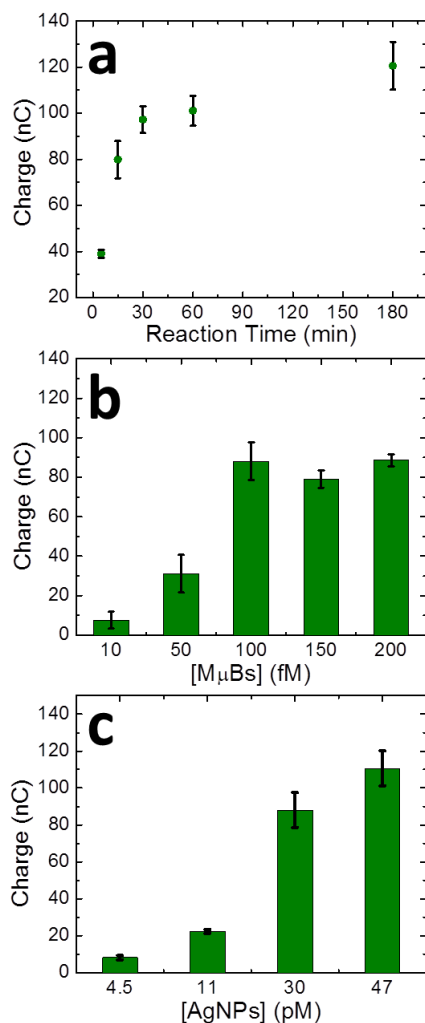 a
140
120
100
80
60
40
20
Charge (nC)
0 30 60 90 120 150 180
Reaction Time (min)
b
140
120
100
80
60
40
20
0
Charge (nC)
10 50 100 150 200
[MμBs] (fM)
c
140
120
100
80
60
40
20
0
Charge (nC)
4.5 11 30 47
[AgNPs] (pM)